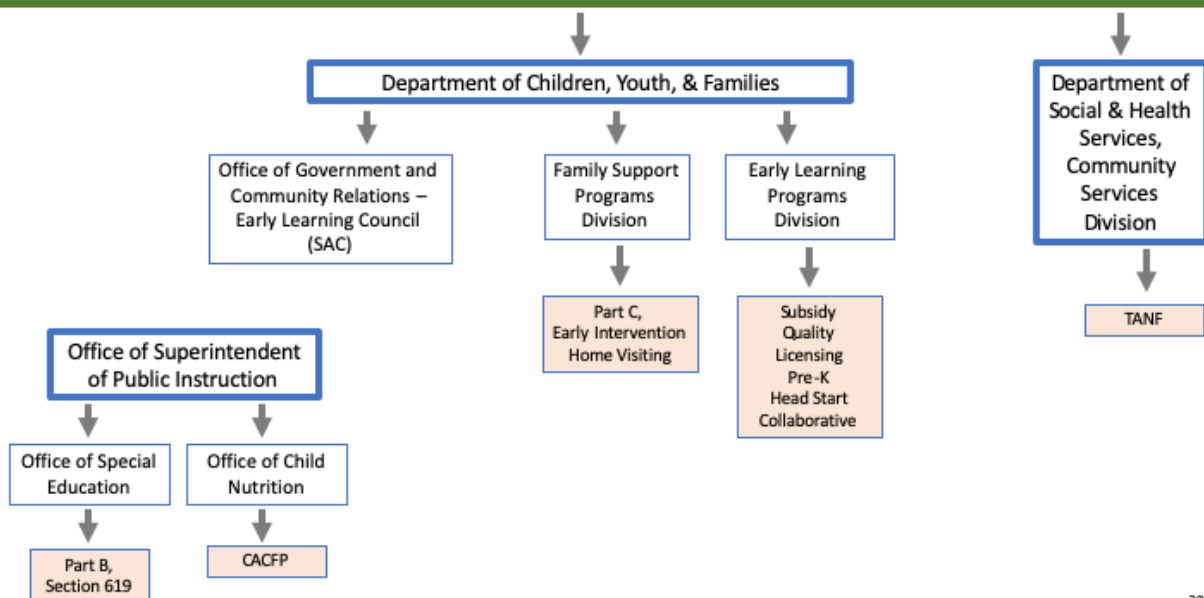 Department of Children, Youth, & Families
Department of
Social & Health
Services,
Community
Services
Division
Office of Government and
Community Relations –
Early Learning Council
(SAC)
Family Support
Programs
Division
Early Learning
Programs
Division
Part C,
Early Intervention
Home Visiting
Subsidy
Quality
Licensing
Pre-K
Head Start
Collaborative
TANF
Office of Superintendent
of Public Instruction
Office of Special
Education
Office of Child
Nutrition
Part B,
Section 619
CACFP